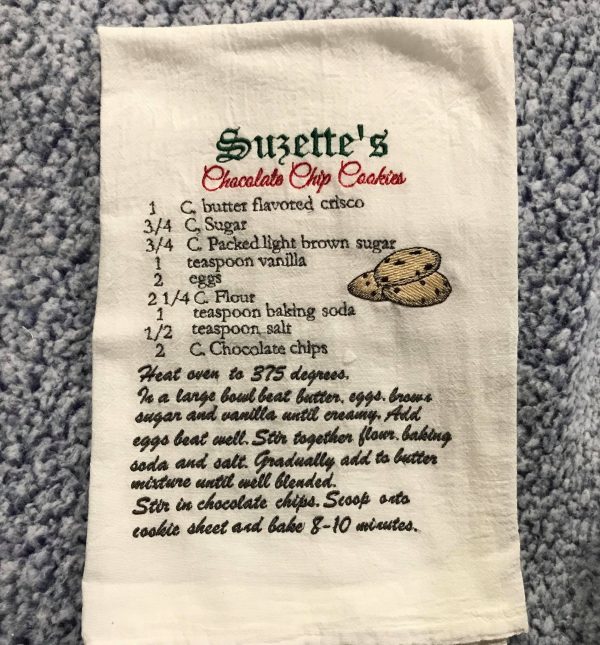 Suzette's
Chocolate Chip Cookies
1 C, butter flavored crisco
3/4 C, Sugar
3/4 C. Packed light brown sugar
1 teaspoon vanilla
2 eggs
2 1/4 C. Flour
1 teaspoon baking soda
1/2 teaspoon salt
2 C. Chocolate chips
Heat oven to 375 degrees.
In a large bowl beat butter, eggs, brown
sugar and vanilla until creamy. Add
eggs beat well. Stir together flour, baking
soda and salt. Gradually add to butter
mixture until well blended.
Stir in chocolate chips. Scoop onto
cookie sheet and bake 8-10 minutes.